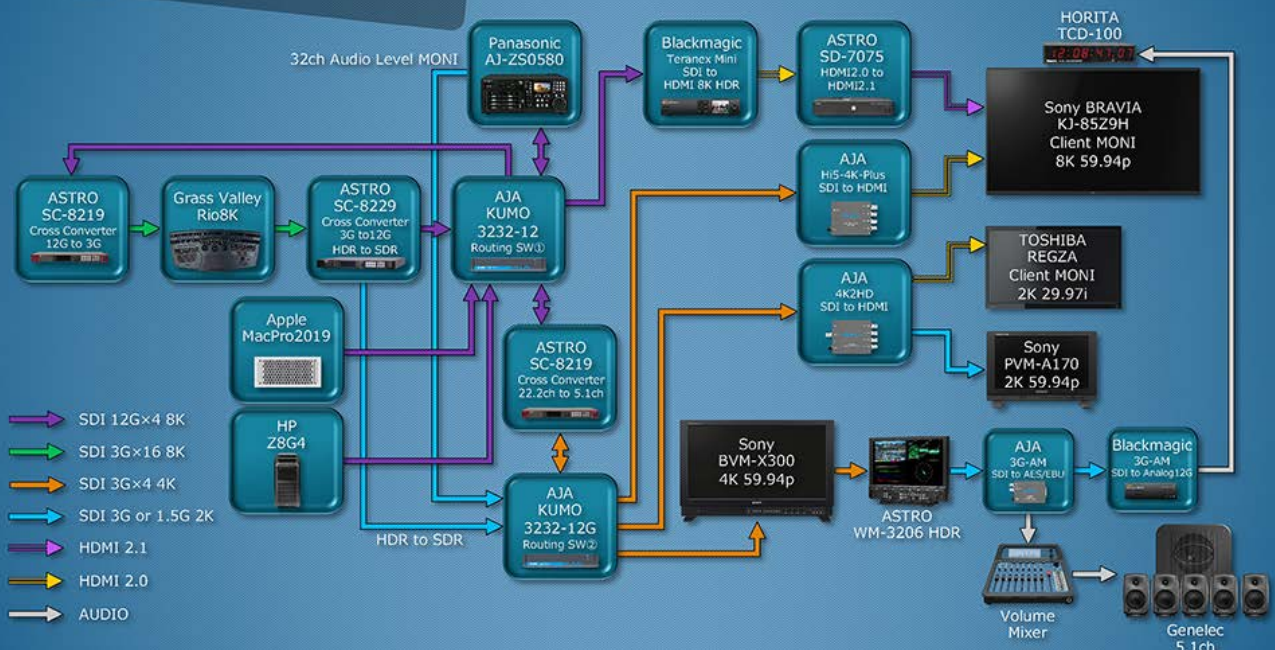 HORITA
TCD-100
12:08:47.07
32ch Audio Level MONI
Panasonic
AJ-ZS0580
Blackmagic
Teranex Mini
SDI to
HDMI 8K HDR
ASTRO
SD-7075
HDMI2.0 to
HDMI2.1
Sony BRAVIA
KJ-85Z9H
Client MONI
8K 59.94p
ASTRO
SC-8219
Cross Converter
12G to 3G
Grass Valley
Rio8K
ASTRO
SC-8229
Cross Converter
3G to12G
HDR to SDR
AJA
KUMO
3232-12
Routing SW①
AJA
Hi5-4K-Plus
SDI to HDMI
TOSHIBA
REGZA
Client MONI
2K 29.97i
AJA
4K2HD
SDI to HDMI
Apple
MacPro2019
ASTRO
SC-8219
Cross Converter
22.2ch to 5.1ch
Sony
PVM-A170
2K 59.94p
HP
Z8G4
Sony
BVM-X300
4K 59.94p
ASTRO
WM-3206 HDR
AJA
3G-AM
SDI to AES/EBU
Blackmagic
3G-AM
SDI to Analog12G
AJA
KUMO
3232-12G
Routing SW②
HDR to SDR
SDI 12G×4 8K
SDI 3G×16 8K
SDI 3G×4 4K
SDI 3G or 1.5G 2K
HDMI 2.1
HDMI 2.0
AUDIO
Volume
Mixer
Genelec
5.1ch